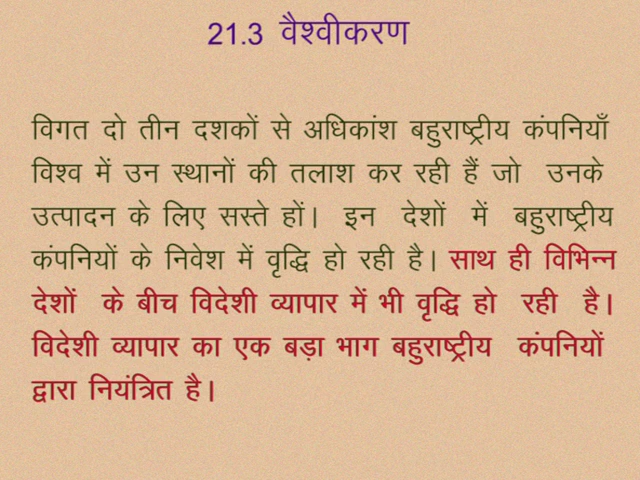 21.3 वैश्वीकरण
विगत दो तीन दशकों से अधिकांश बहुराष्ट्रीय कंपनियाँ
विश्व में उन स्थानों की तलाश कर रही हैं जो उनके
उत्पादन के लिए सस्ते हों। इन देशों में बहुराष्ट्रीय
कंपनियों के निवेश में वृद्धि हो रही है। साथ ही विभिन्न
देशों के बीच विदेशी व्यापार में भी वृद्धि हो रही है।
विदेशी व्यापार का एक बड़ा भाग बहुराष्ट्रीय कंपनियों
द्वारा नियंत्रित है।